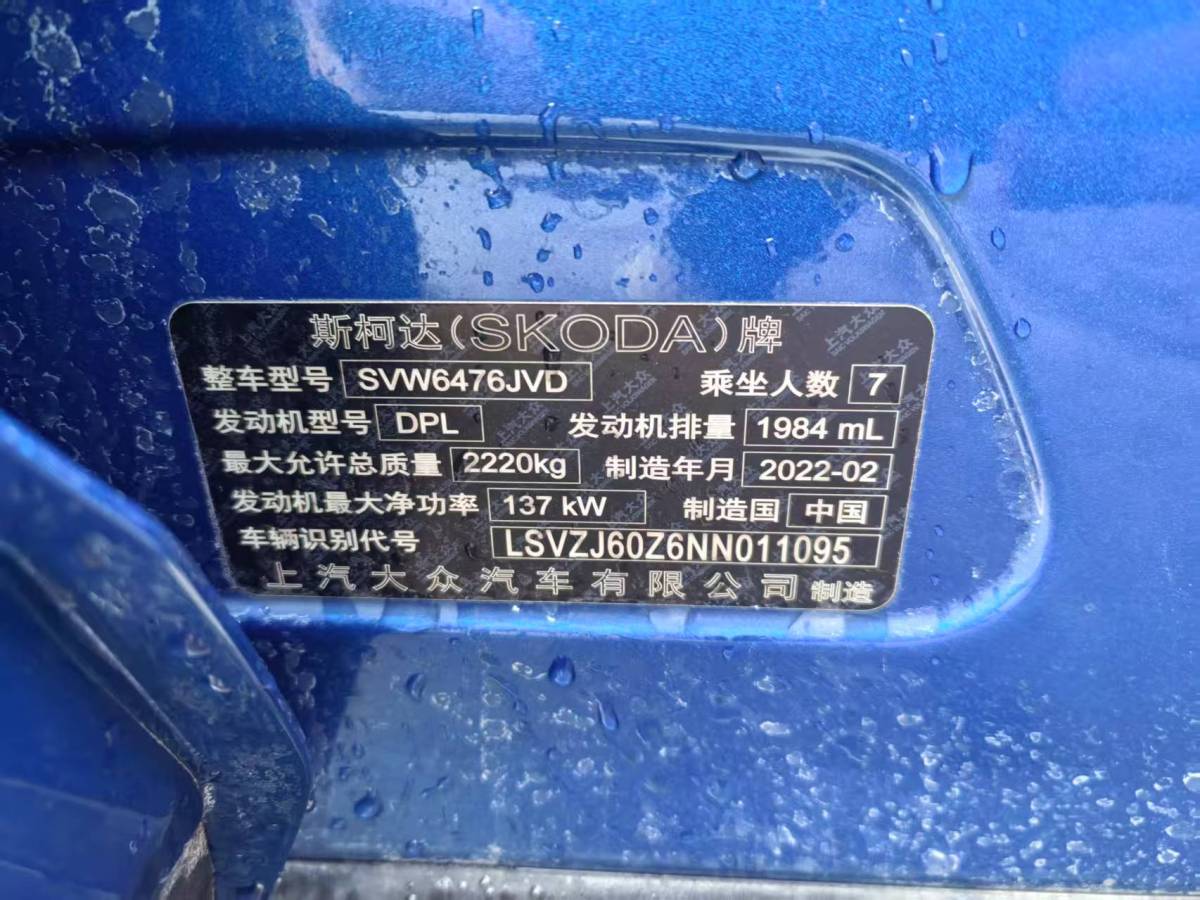 斯柯达(SKODA)牌
整车型号 SVW6476JVD 乘坐人数 7
发动机型号 DPL 发动机排量 1984 mL
最大允许总质量 2220kg 制造年月 2022-02
发动机最大净功率 137 kW 制造国 中国
车辆识别代号 LSVZJ60Z6NN011095
上汽大众汽车有限公司 制造